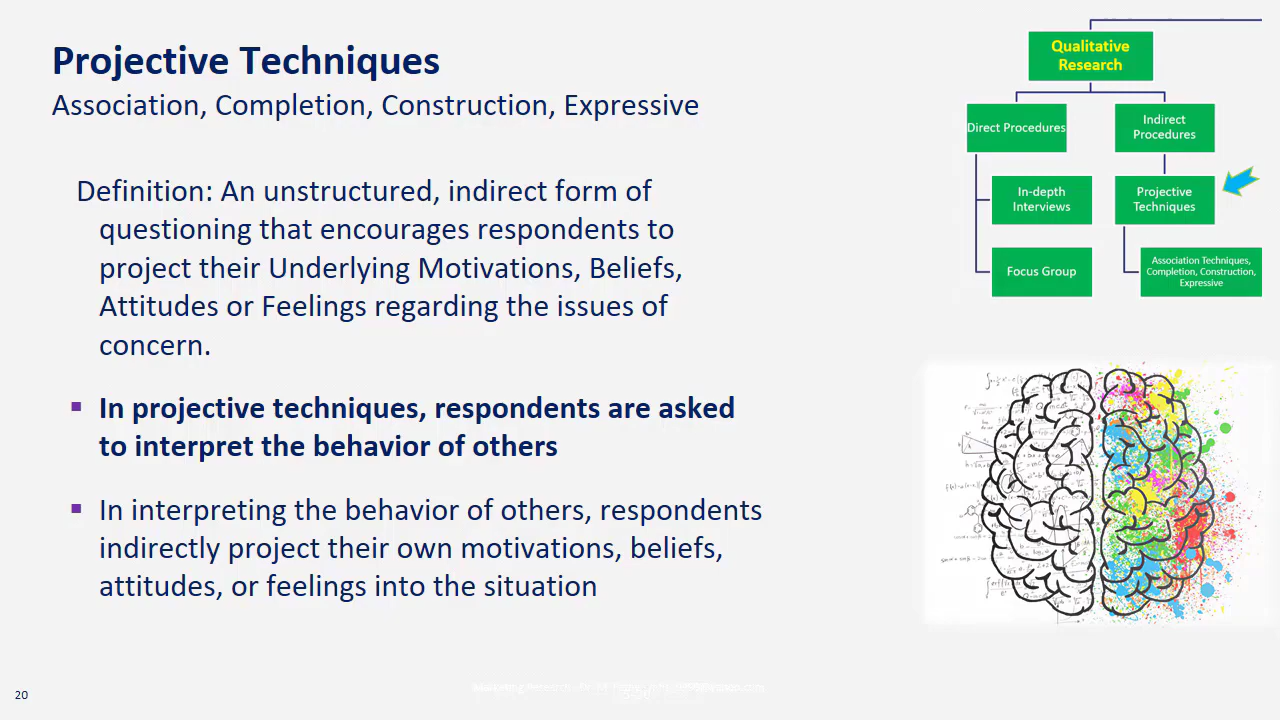 Projective Techniques
Association, Completion, Construction, Expressive
Definition: An unstructured, indirect form of
questioning that encourages respondents to
project their Underlying Motivations, Beliefs,
Attitudes or Feelings regarding the issues of
concern.
▪ In projective techniques, respondents are asked
to interpret the behavior of others
▪ In interpreting the behavior of others, respondents
indirectly project their own motivations, beliefs,
attitudes, or feelings into the situation
Qualitative
Research
Direct Procedures
Indirect
Procedures
In-depth
Interviews
Projective
Techniques
Focus Group
Association Techniques,
Completion, Construction,
Expressive
20